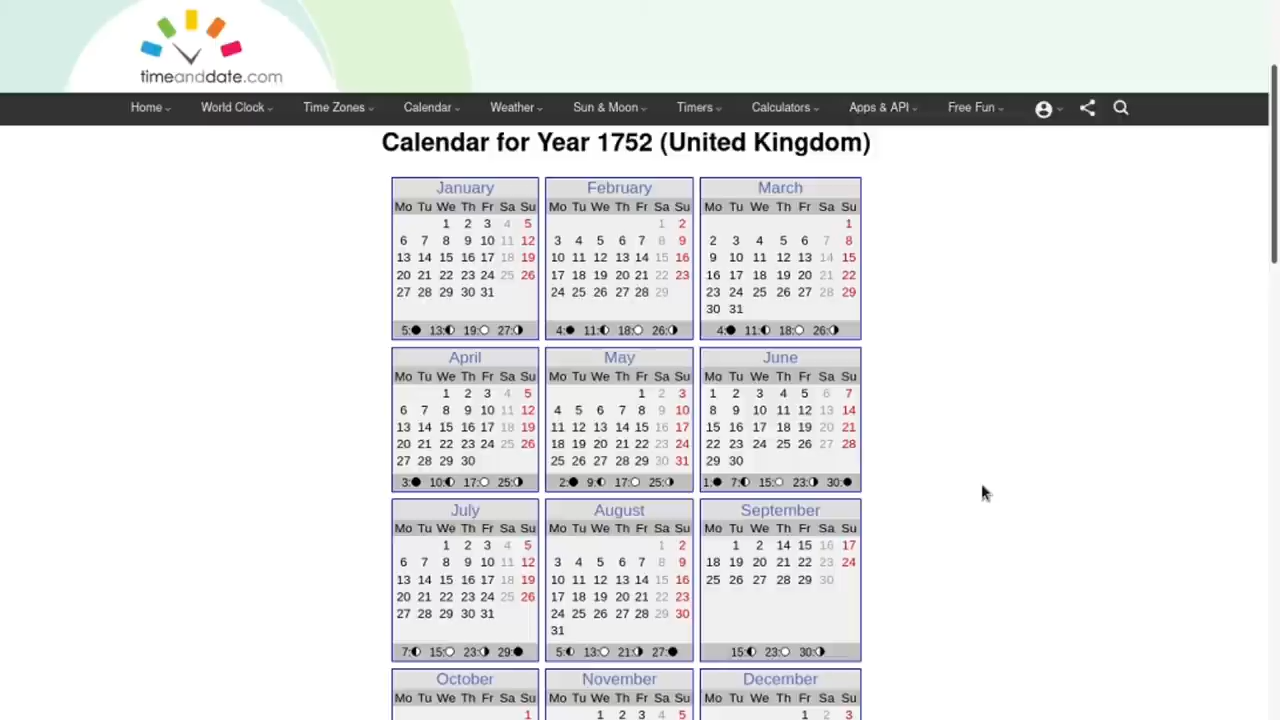 timeanddate.com
Home World Clock Time Zones Calendar Weather Sun & Moon Timers Calculators Apps & API Free Fun
Calendar for Year 1752 (United Kingdom)
January February March
Mo Tu We Th Fr Sa Su Mo Tu We Th Fr Sa Su Mo Tu We Th Fr Sa Su
1 2 3 4 5 1 2 1
6 7 8 9 10 11 12 3 4 5 6 7 8 9 2 3 4 5 6 7 8
13 14 15 16 17 18 19 10 11 12 13 14 15 16 9 10 11 12 13 14 15
20 21 22 23 24 25 26 17 18 19 20 21 22 23 16 17 18 19 20 21 22
27 28 29 30 31 24 25 26 27 28 29 23 24 25 26 27 28 29
30 31
5: 13: 19: 27: 4: 11: 18: 26: 4: 11: 18: 26:
April May June
Mo Tu We Th Fr Sa Su Mo Tu We Th Fr Sa Su Mo Tu We Th Fr Sa Su
1 2 3 4 5 1 2 3 1 2 3 4 5 6 7
6 7 8 9 10 11 12 4 5 6 7 8 9 10 8 9 10 11 12 13 14
13 14 15 16 17 18 19 11 12 13 14 15 16 17 15 16 17 18 19 20 21
20 21 22 23 24 25 26 18 19 20 21 22 23 24 22 23 24 25 26 27 28
27 28 29 30 25 26 27 28 29 30 31 29 30
3: 10: 17: 25: 2: 9: 17: 25: 1: 7: 15: 23: 30:
July August September
Mo Tu We Th Fr Sa Su Mo Tu We Th Fr Sa Su Mo Tu We Th Fr Sa Su
1 2 3 4 5 1 2 1 2 14 15 16 17
6 7 8 9 10 11 12 3 4 5 6 7 8 9 18 19 20 21 22 23 24
13 14 15 16 17 18 19 10 11 12 13 14 15 16 25 26 27 28 29 30
20 21 22 23 24 25 26 17 18 19 20 21 22 23
27 28 29 30 31 24 25 26 27 28 29 30
31
7: 15: 23: 29: 5: 13: 21: 27: 15: 23: 30:
October November December
Mo Tu We Th Fr Sa Su Mo Tu We Th Fr Sa Su Mo Tu We Th Fr Sa Su
1 1 2 3 4 5 1 2 3